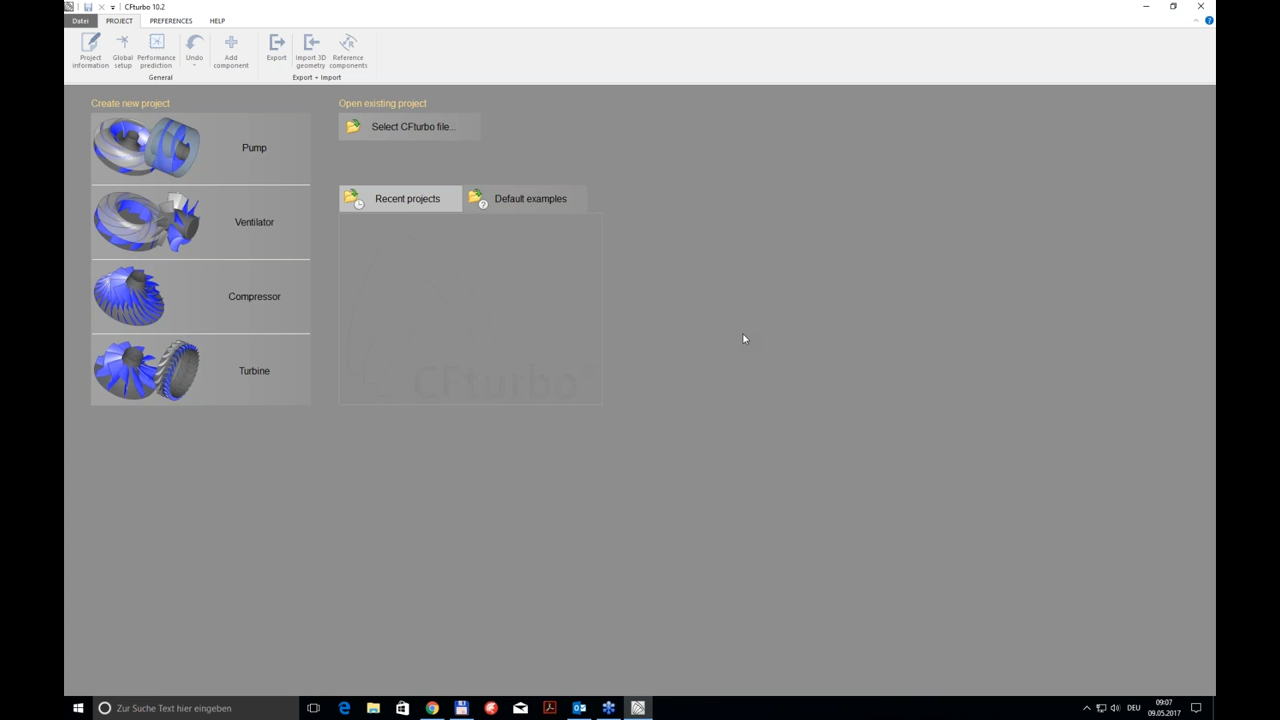 CFturbo 10.2
Datei PROJECT PREFERENCES HELP
Project information
Global setup
Performance prediction
Undo
Add component
Export
Import 3D geometry
Reference components
General
Export + Import
Create new project
Pump
Ventilator
Compressor
Turbine
Open existing project
Select CFturbo file...
Recent projects
Default examples
CFturbo®
Zur Suche Text hier eingeben
DEU
09:07
09.05.2017